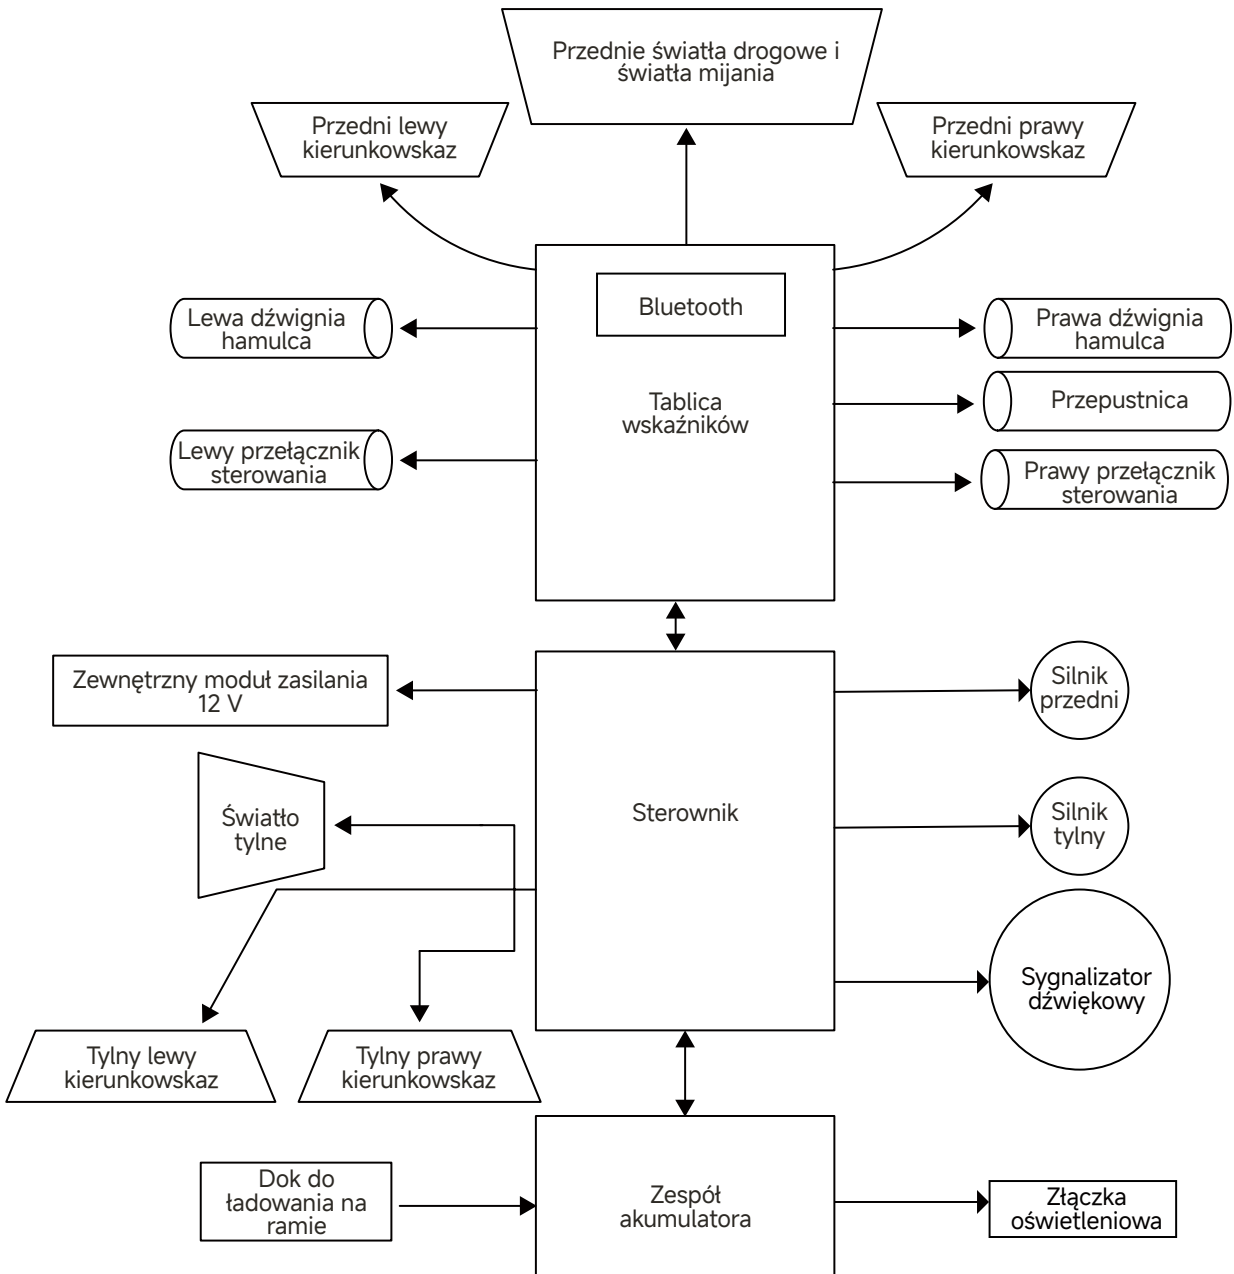 Przednie światła drogowe i
światła mijania
Przedni lewy
kierunkowskaz
Przedni prawy
kierunkowskaz
Bluetooth
Lewa dźwignia
hamulca
Prawa dźwignia
hamulca
Tablica
wskaźników
Przepustnica
Lewy przełącznik
sterowania
Prawy przełącznik
sterowania
Zewnętrzny moduł zasilania
12 V
Silnik
przedni
Światło
tylne
Sterownik
Silnik
tylny
Sygnalizator
dźwiękowy
Tylny lewy
kierunkowskaz
Tylny prawy
kierunkowskaz
Dok do
ładowania na
ramie
Zespół
akumulatora
Złączka
oświetleniowa